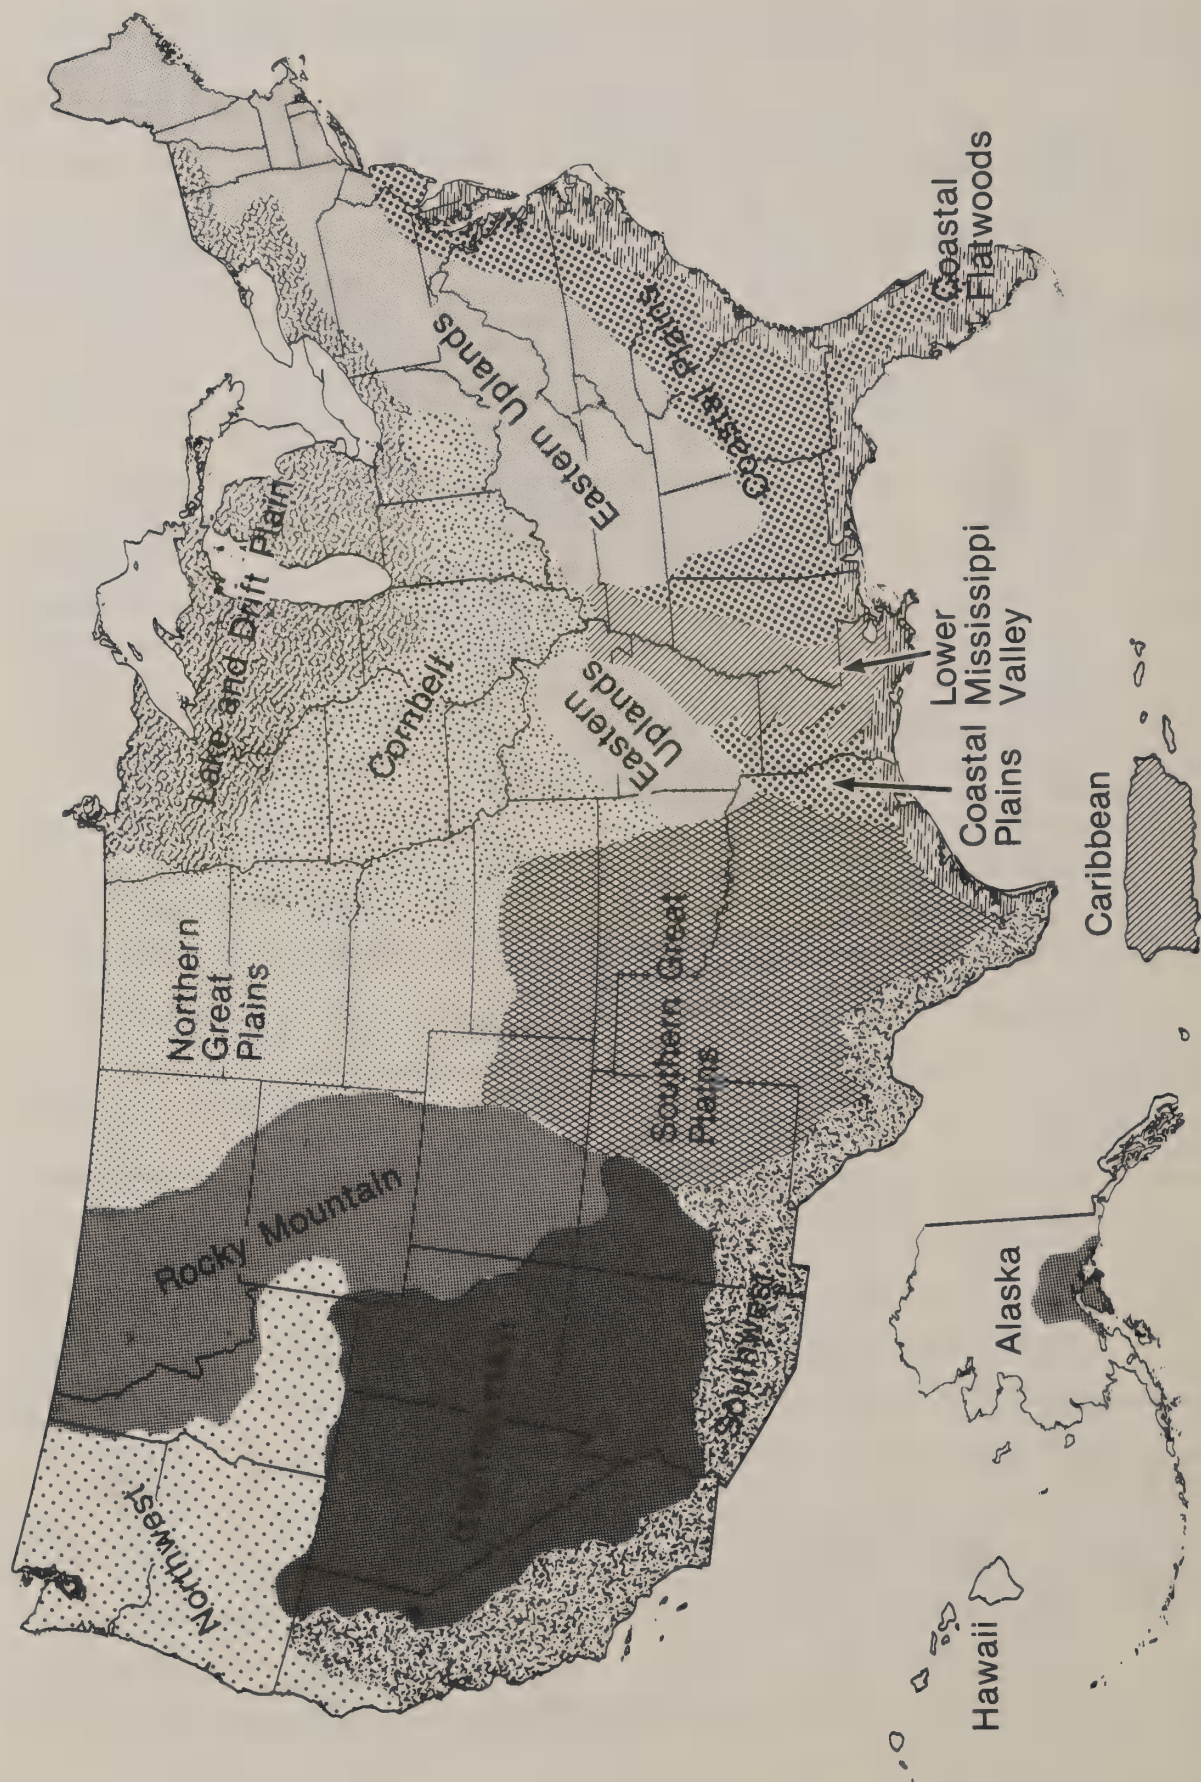 Northwest
Rocky Mountain
Northern
Great
Plains
Lake and Drift Plain
Cornbelt
Eastern Uplands
Eastern
Uplands
Coastal Plains
Coastal
Flatwoods
Southwest
Southern Great
Plains
Coastal
Plains
Lower
Mississippi
Valley
Hawaii
Alaska
Caribbean